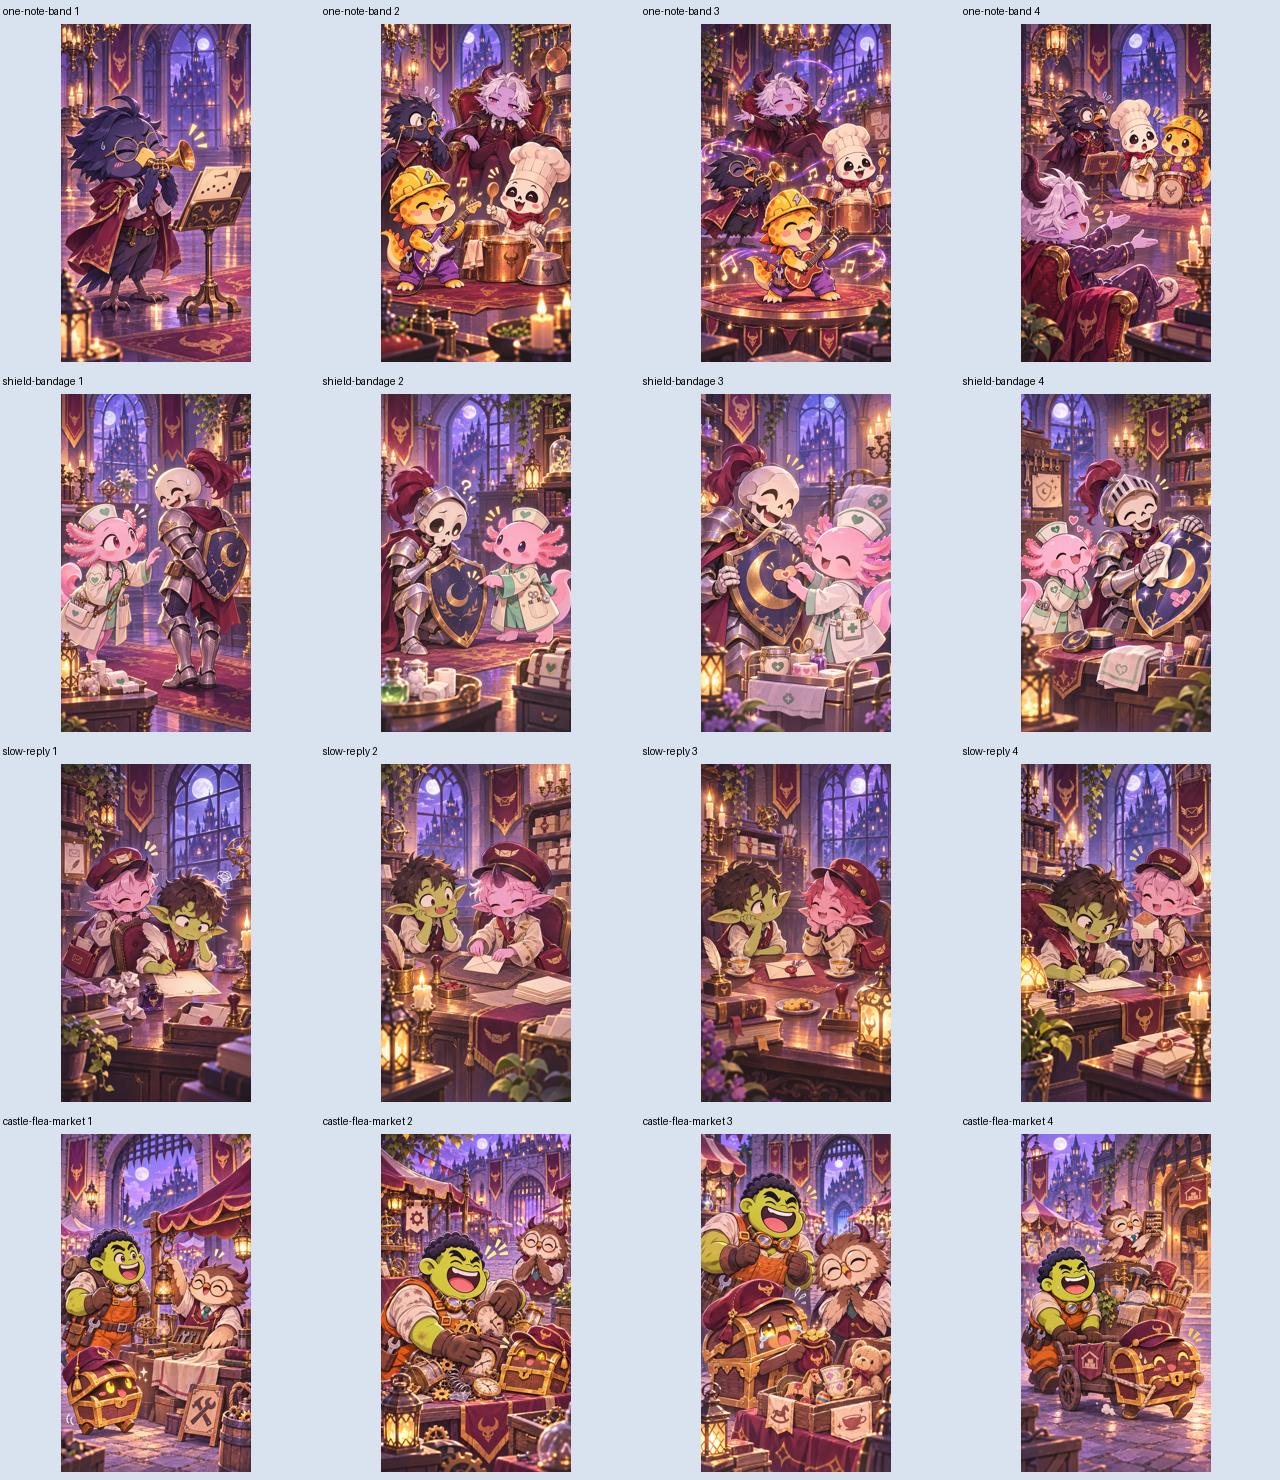 one-note-band 1
one-note-band 2
one-note-band 3
one-note-band 4
shield-bandage 1
shield-bandage 2
shield-bandage 3
shield-bandage 4
slow-reply 1
slow-reply 2
slow-reply 3
slow-reply 4
castle-flea-market 1
castle-flea-market 2
castle-flea-market 3
castle-flea-market 4